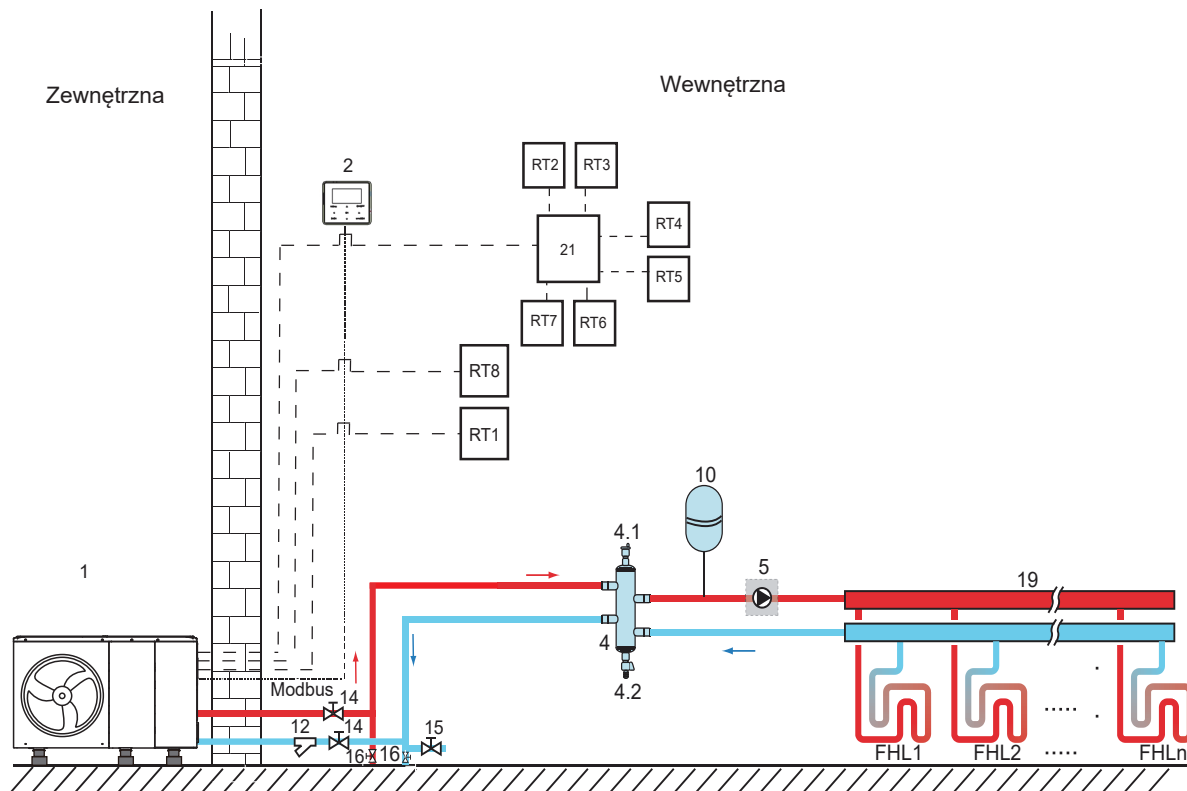 Zewnętrzna
Wewnętrzna
2
RT2
RT3
RT4
21
RT5
RT7
RT6
RT8
RT1
10
4.1
1
5
19
4
4.2
Modbus
14
12
14
15
16
16
FHL1
FHL2
.....
FHLn